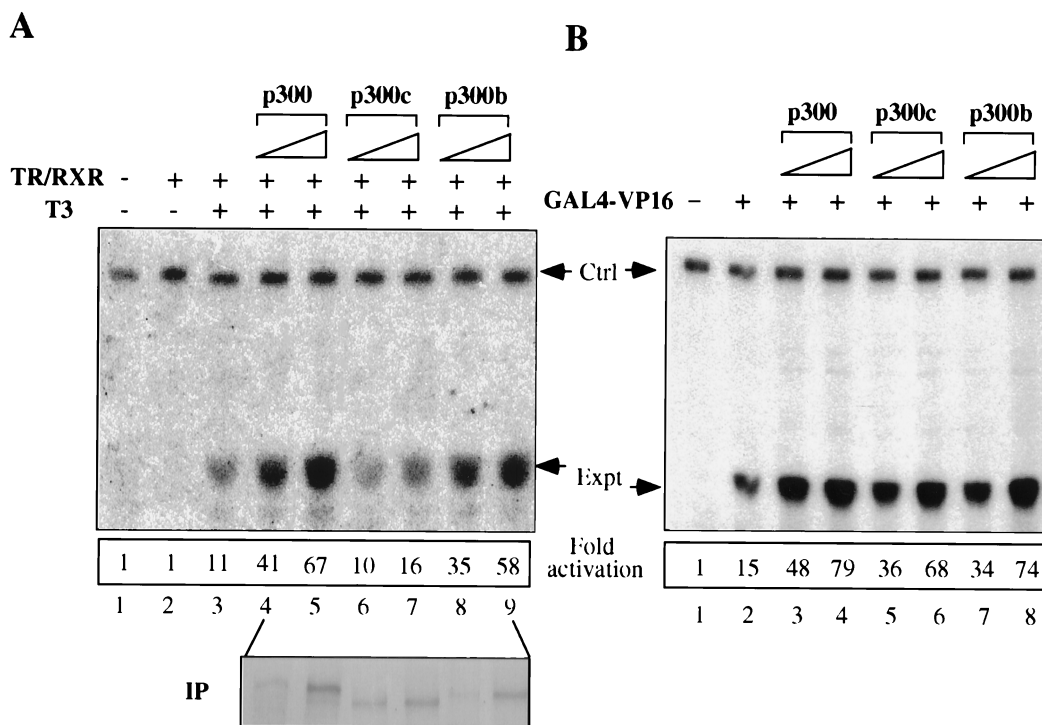 A
B
p300 p300c p300b
p300 p300c p300b
TR/RXR - + + + + + + + +
T3 - - + + + + + + +
GAL4-VP16 – + + + + + + +
Ctrl
Expt
1 1 11 41 67 10 16 35 58
Fold activation
1 15 48 79 36 68 34 74
1 2 3 4 5 6 7 8 9
1 2 3 4 5 6 7 8
IP